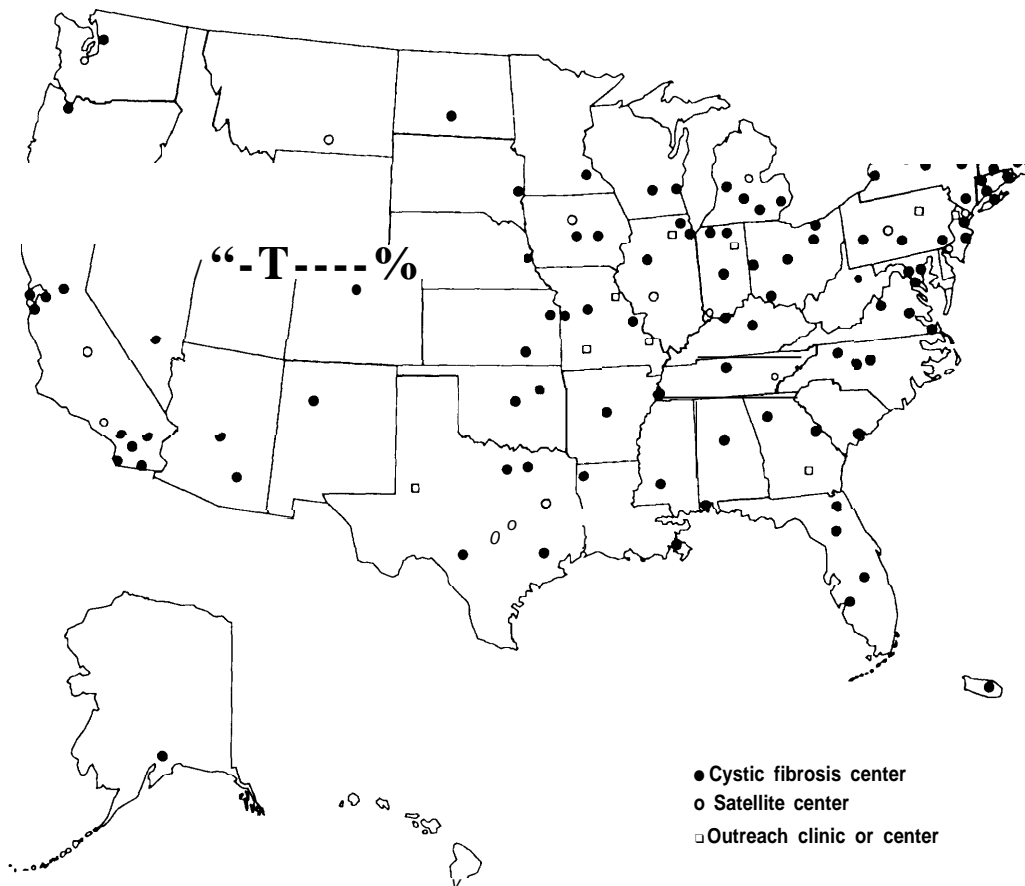 “-T----%
Cystic fibrosis center
Satellite center
Outreach clinic or center